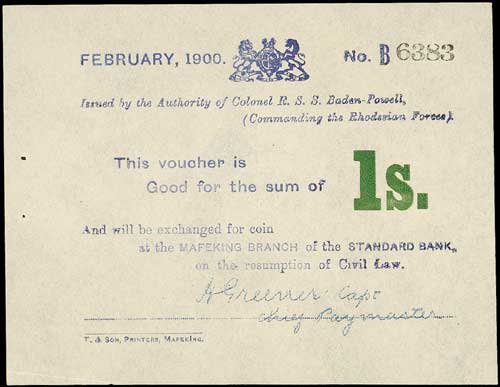 FEBRUARY, 1900.
No. B 6383
Issued by the Authority of Colonel R. S. S. Baden-Powell,
(Commanding the Rhodesian Forces).
This voucher is
Good for the sum of 1s.
And will be exchanged for coin
at the MAFEKING BRANCH of the STANDARD BANK,
on the resumption of Civil Law.
H Greener Capt
Chief Paymaster
T. & SON, PRINTERS, MAFEKING.